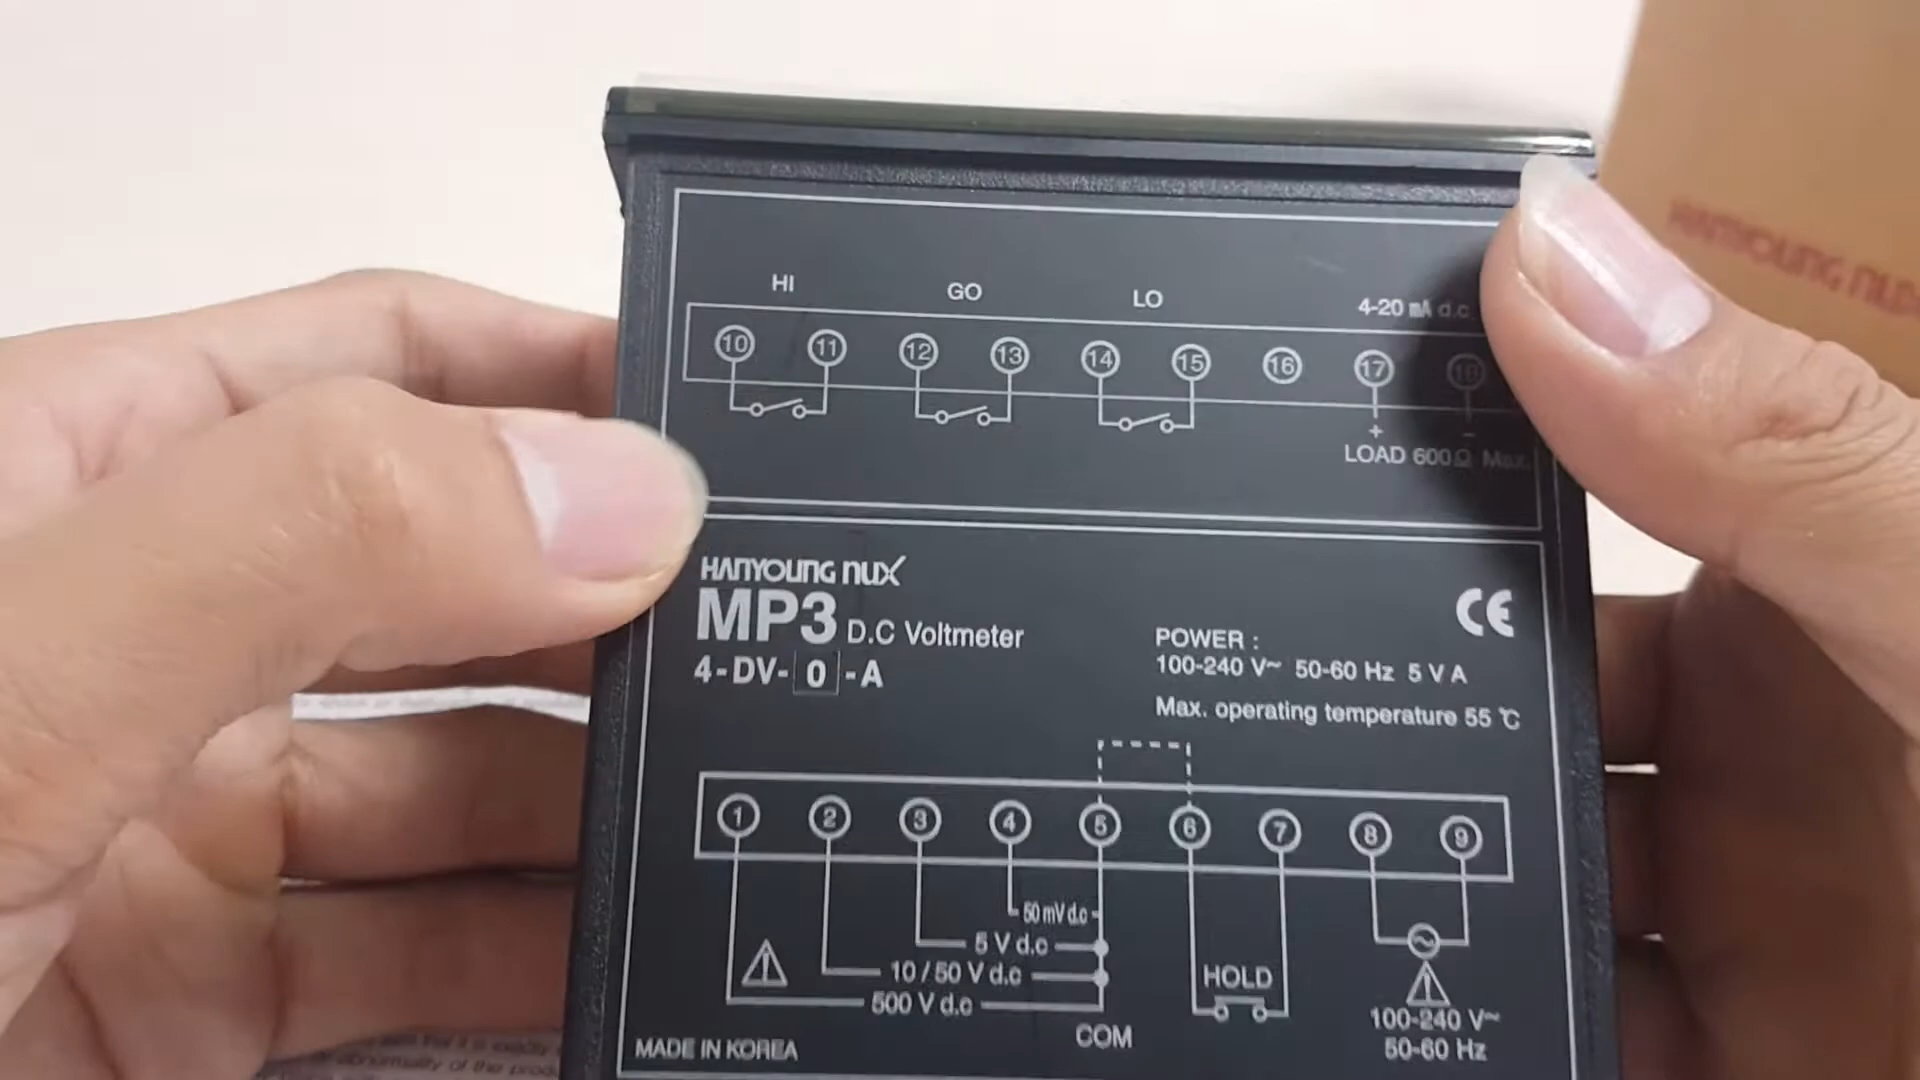 HI GO LO 4-20 mA d.c.
10 11 12 13 14 15 16 17 18
+ -
LOAD 600Ω Max.
HANYOUNG NUX
HANYOUNG nux
MP3 D.C Voltmeter
4-DV-0-A
CE
POWER :
100-240 V~ 50-60 Hz 5 V A
Max. operating temperature 55 ℃
1 2 3 4 5 6 7 8 9
50 mV d.c
5 V d.c
10 / 50 V d.c
500 V d.c
COM
HOLD
100-240 V~
50-60 Hz
MADE IN KOREA